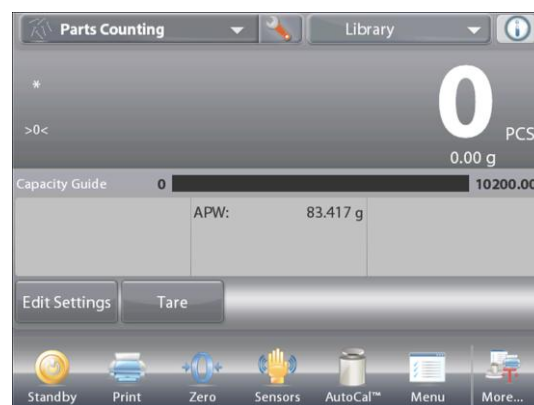 Parts Counting
Library
*
0
>0<
PCS
0.00 g
Capacity Guide 0 10200.00
APW: 83.417 g
Edit Settings Tare
Standby Print Zero Sensors AutoCal™ Menu More...